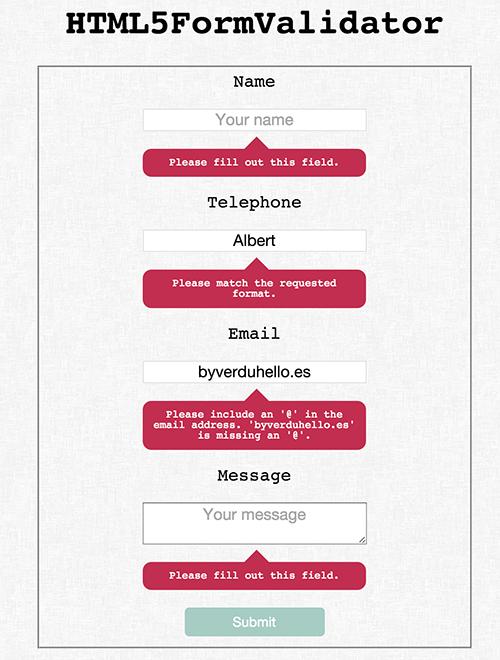 HTML5FormValidator
Name
Your name
Please fill out this field.
Telephone
Albert
Please match the requested
format.
Email
byverduhello.es
Please include an '@' in the
email address. 'byverduhello.es'
is missing an '@'.
Message
Your message
Please fill out this field.
Submit